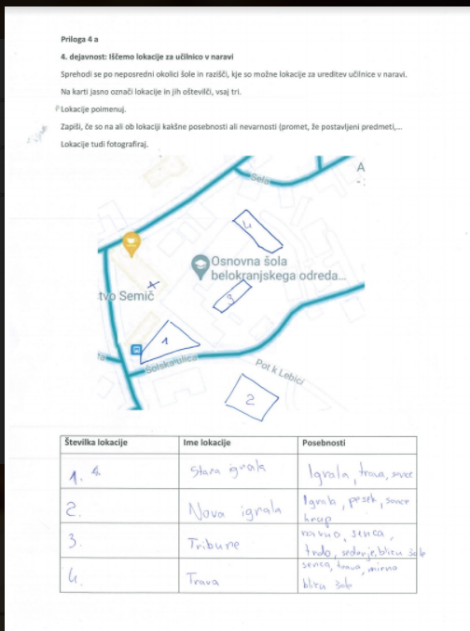 Priloga 4 a
4. dejavnost: Iščemo lokacije za učilnico v naravi
Sprehodi se po neposredni okolici šole in razišči, kje so možne lokacije za ureditev učilnice v naravi.
Na karti jasno označi lokacije in jih oštevilči, vsaj tri.
Lokacije poimenuj.
Zapiši, če so na ali ob lokaciji kakšne posebnosti ali nevarnosti (promet, že postavljeni predmeti,...
Lokacije tudi fotografiraj.
Sela
A
4
Osnovna šola
belokranjskega odreda...
tvo Semič
3
1
Šolska ulica
Pot k Lebici
2
Številka lokacije Ime lokacije Posebnosti
1. Stara igrala Igrala, trava, sonce
2. Nova igrala Igrala, pesek, sonce
hrup
3. Tribune ravno, senca,
trdo, sedanje, blizu šole
4. Trava senca, trava, mirno
blizu šole